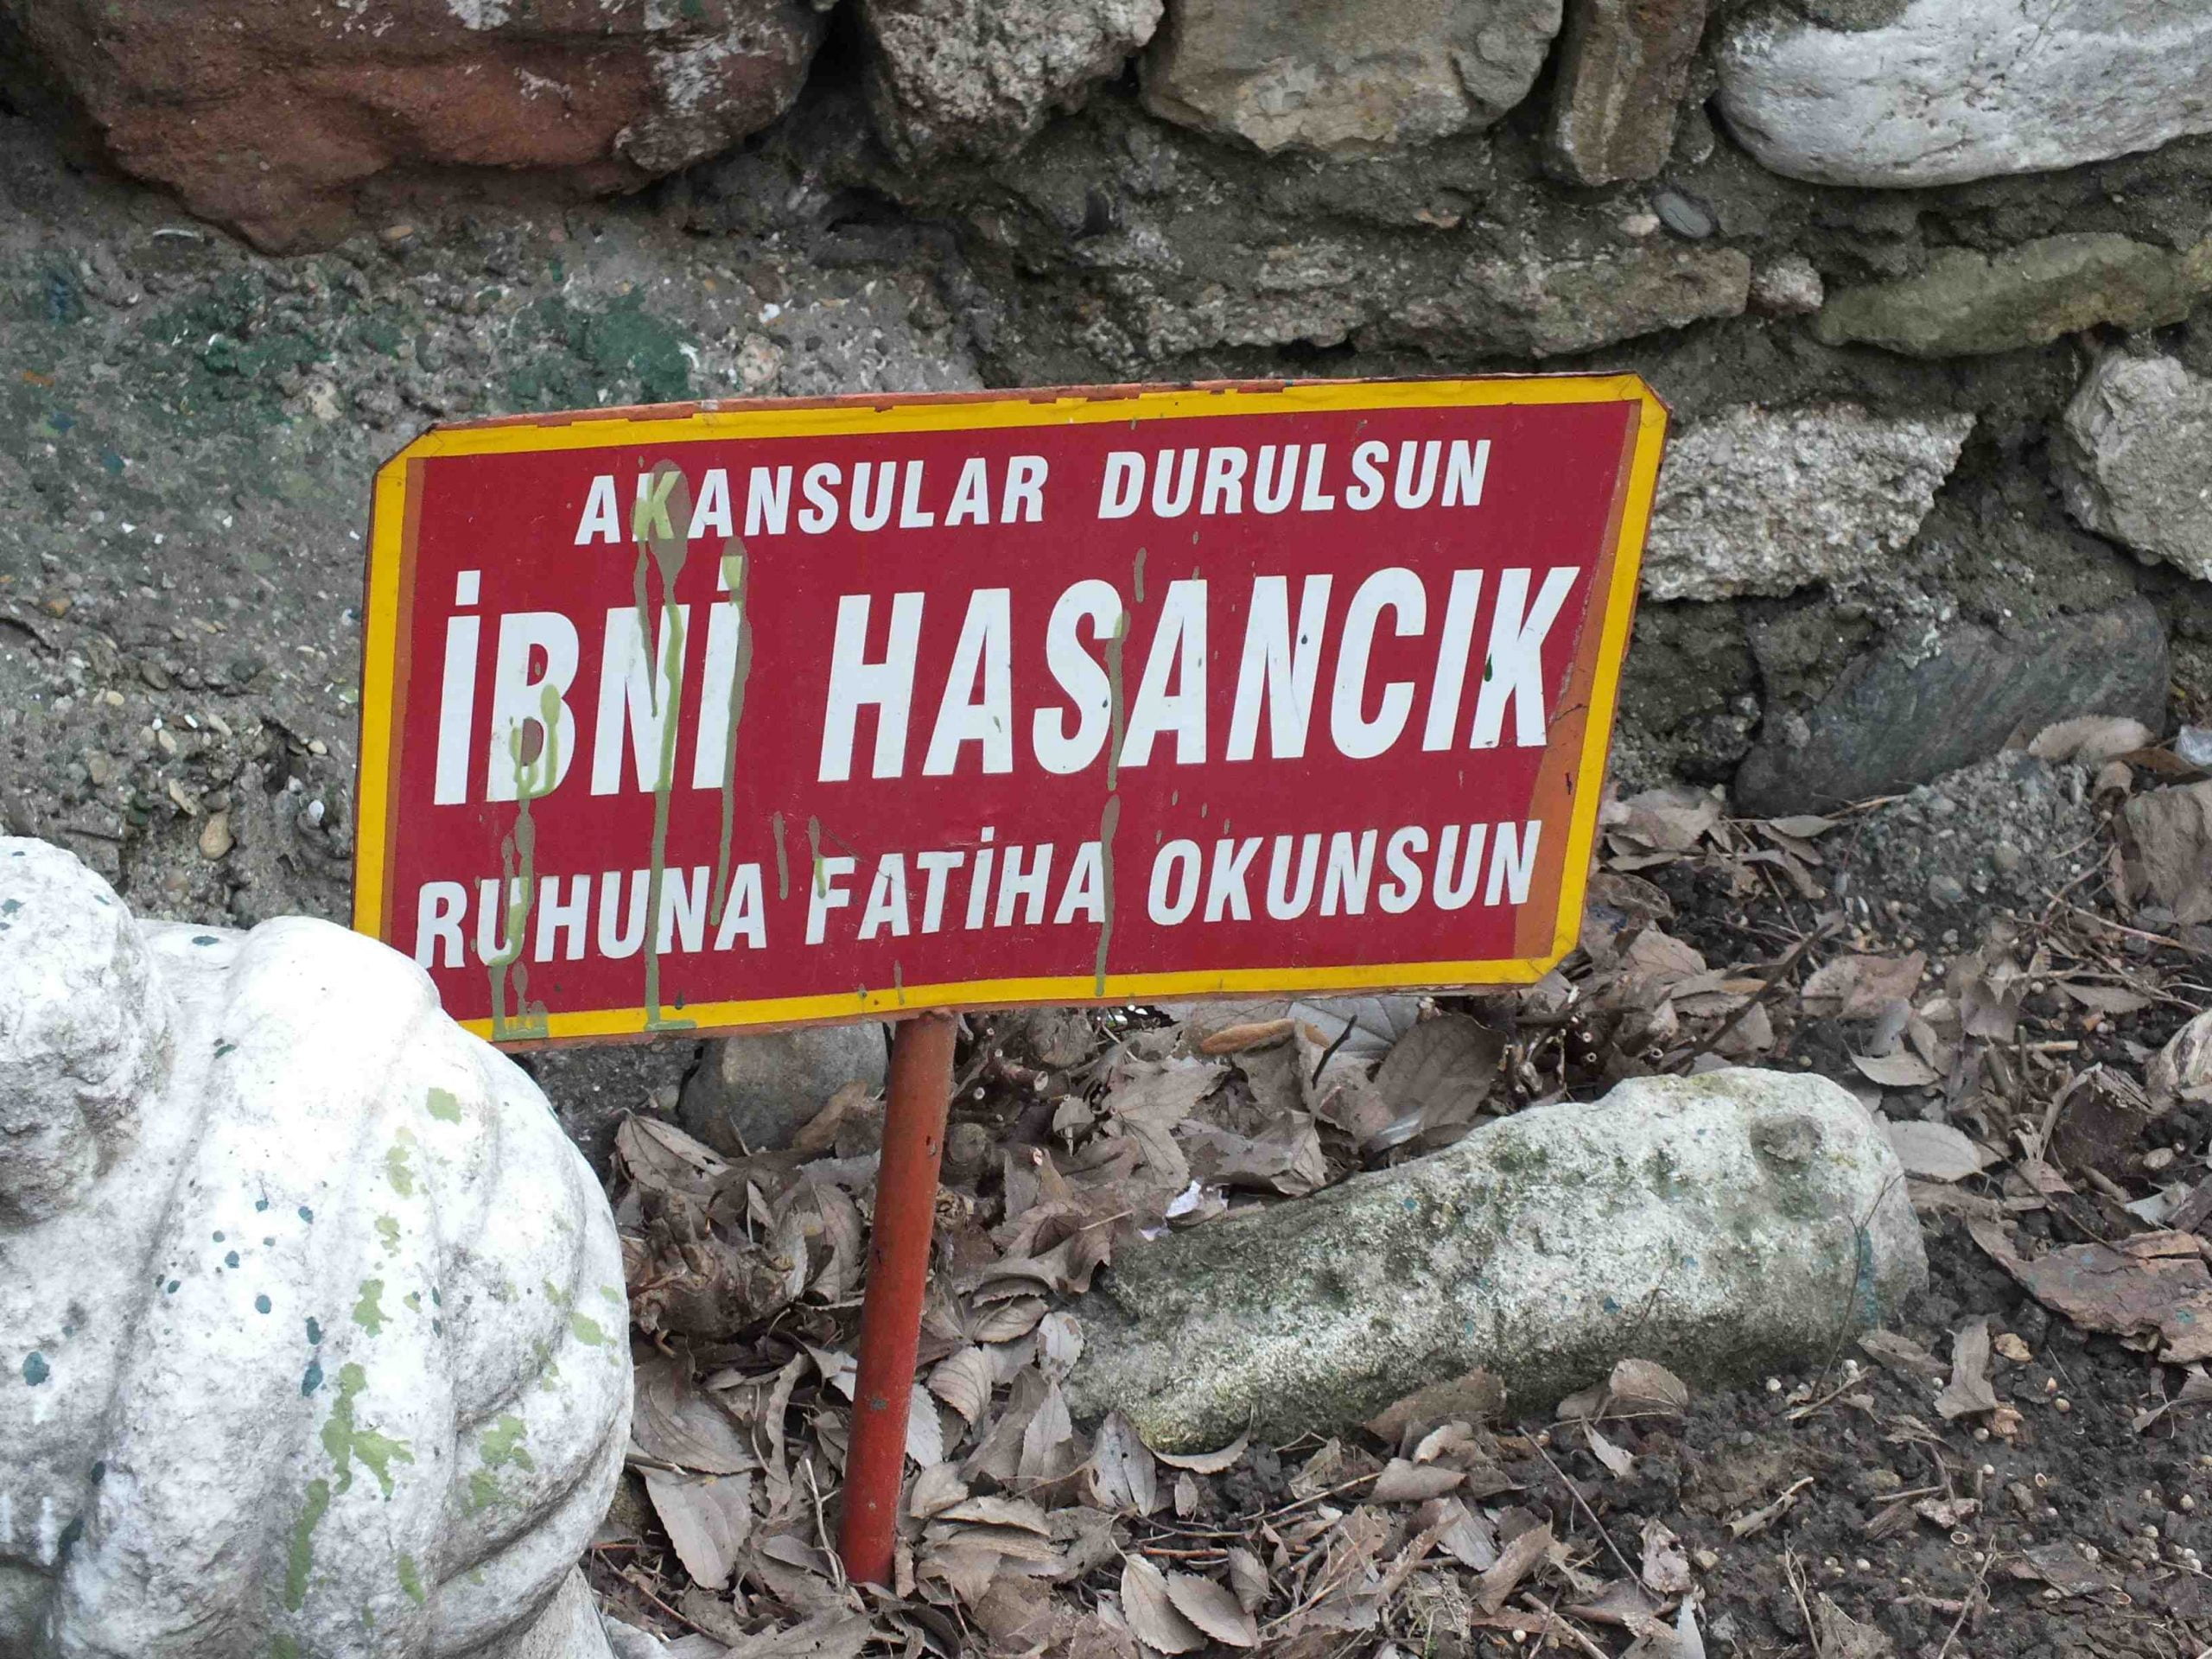 AKANSULAR DURULSUN
İBNİ HASANCIK
RUHUNA FATİHA OKUNSUN